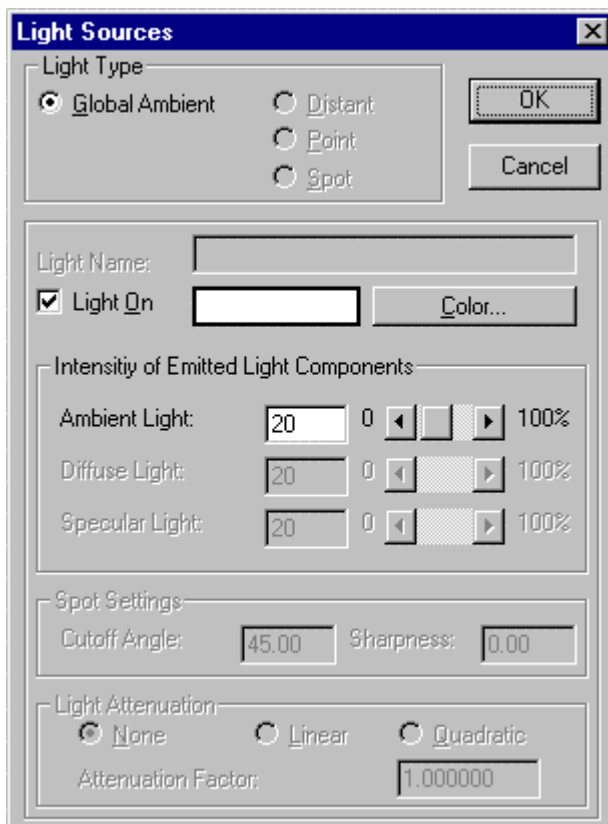 Light Sources
Light Type
Global Ambient
Distant
Point
Spot
OK
Cancel
Light Name:
Light On
Color...
Intensitiy of Emitted Light Components
Ambient Light: 20 0 100%
Diffuse Light: 20 0 100%
Specular Light: 20 0 100%
Spot Settings
Cutoff Angle: 45.00 Sharpness: 0.00
Light Attenuation
None Linear Quadratic
Attenuation Factor: 1.000000